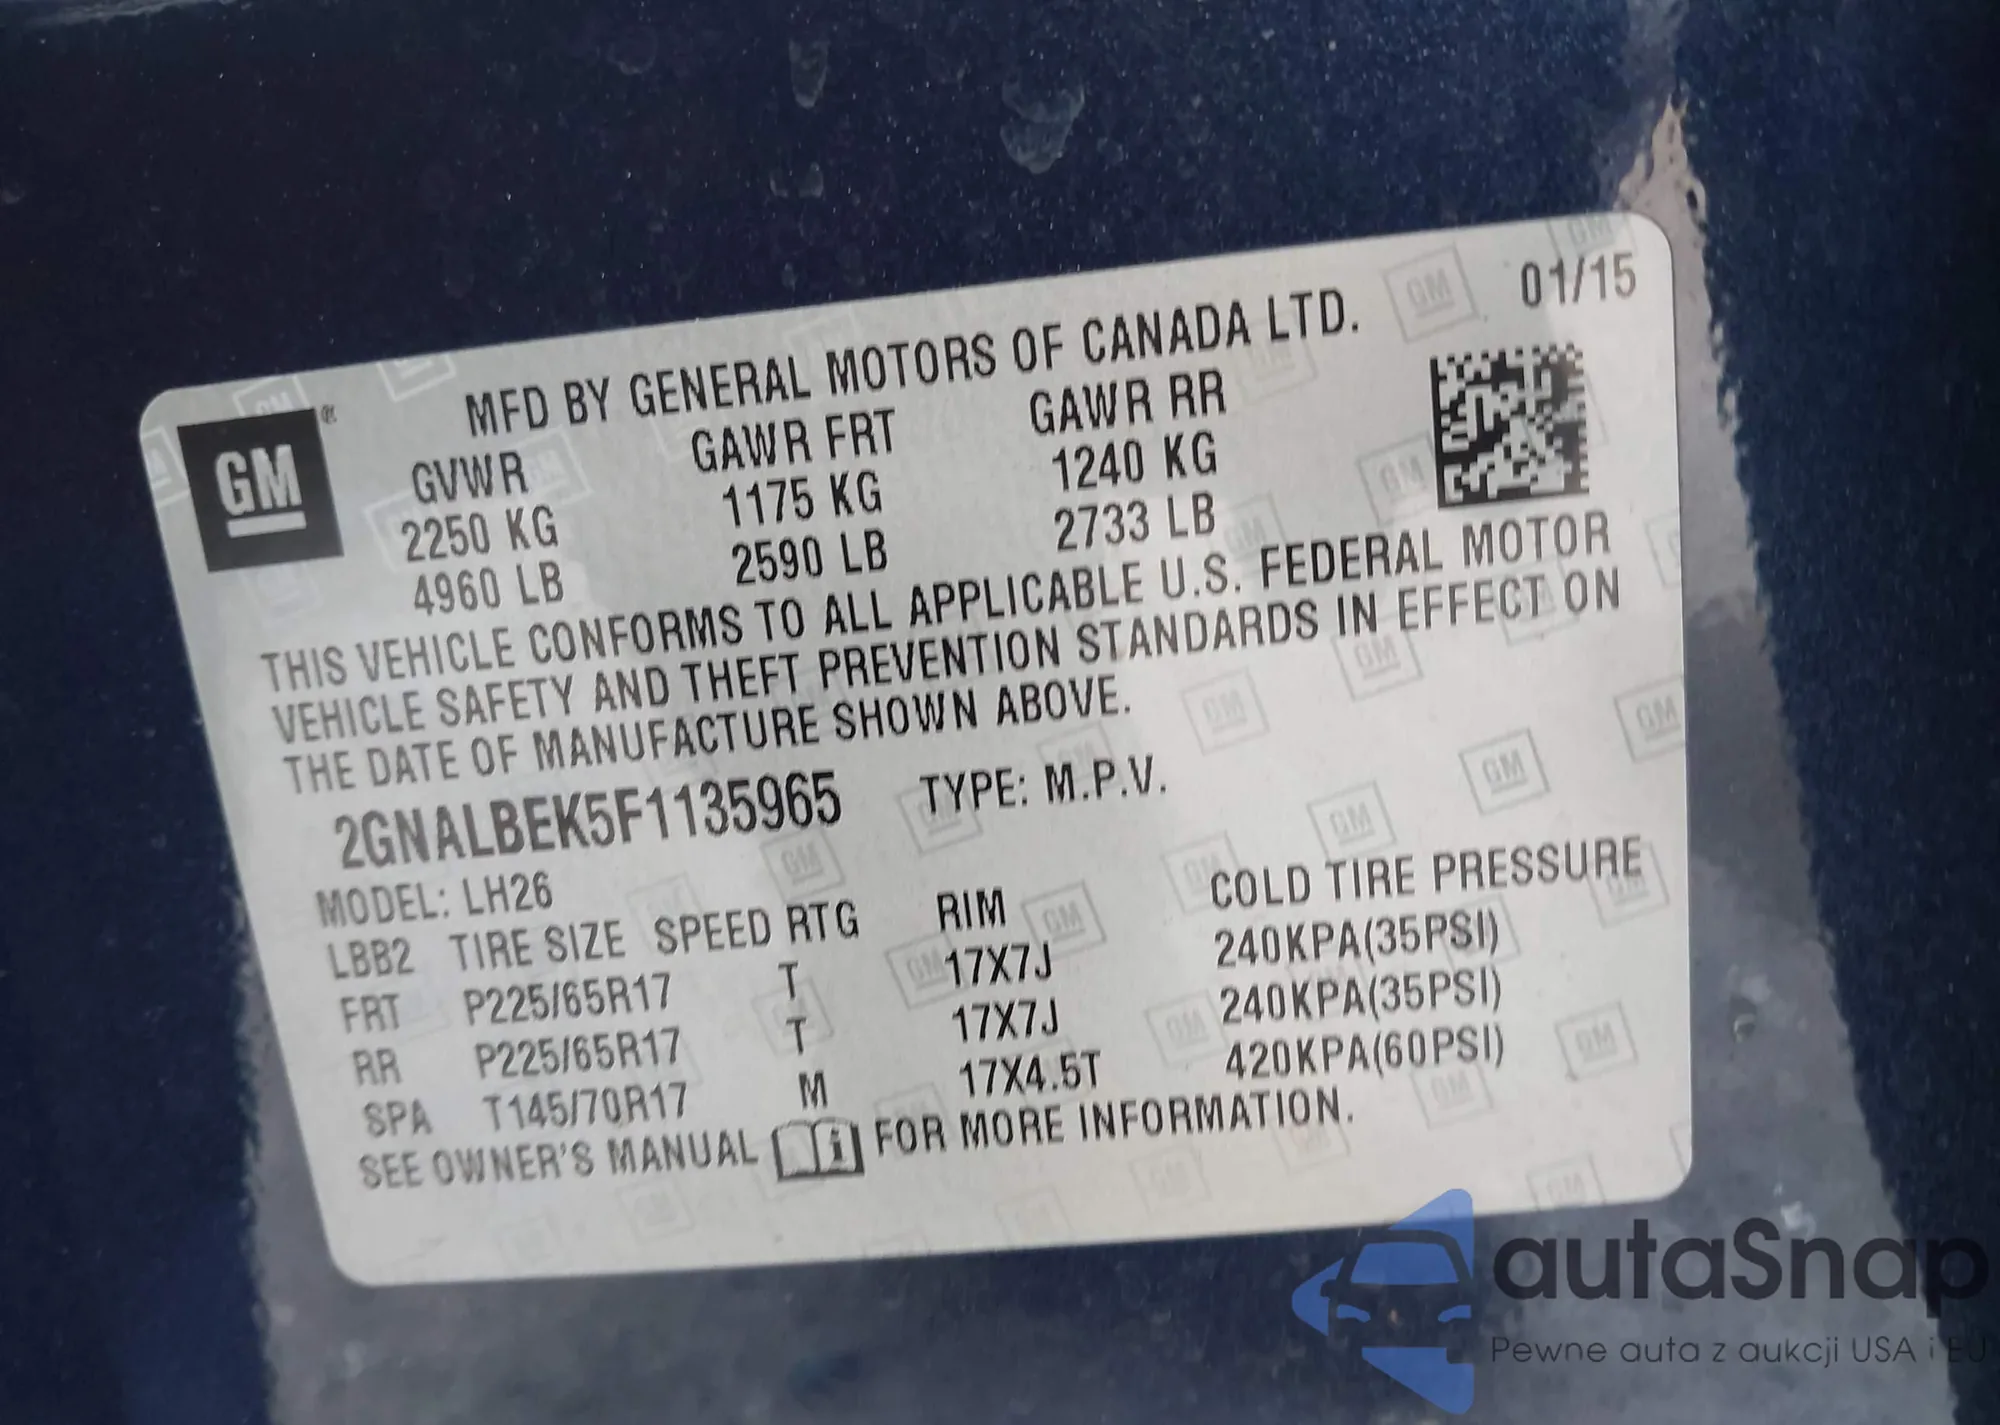 01/15
MFD BY GENERAL MOTORS OF CANADA LTD.
GM®
GVWR GAWR FRT GAWR RR
2250 KG 1175 KG 1240 KG
4960 LB 2590 LB 2733 LB
THIS VEHICLE CONFORMS TO ALL APPLICABLE U.S. FEDERAL MOTOR
VEHICLE SAFETY AND THEFT PREVENTION STANDARDS IN EFFECT ON
THE DATE OF MANUFACTURE SHOWN ABOVE.
2GNALBEK5F1135965 TYPE: M.P.V.
MODEL: LH26
LBB2 TIRE SIZE SPEED RTG RIM COLD TIRE PRESSURE
FRT P225/65R17 T 17X7J 240KPA(35PSI)
RR P225/65R17 T 17X7J 240KPA(35PSI)
SPA T145/70R17 M 17X4.5T 420KPA(60PSI)
SEE OWNER'S MANUAL i FOR MORE INFORMATION.
autaSnap
Pewne auta z aukcji USA i EU